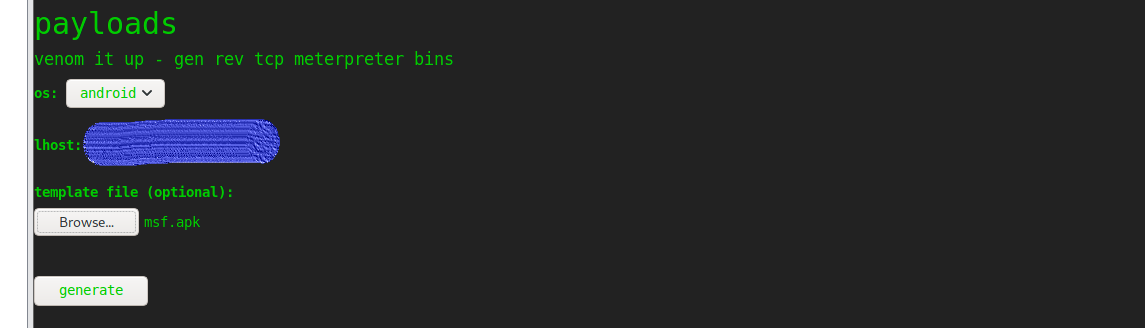 payloads
venom it up - gen rev tcp meterpreter bins
os: android
lhost:
template file (optional):
Browse... msf.apk
generate